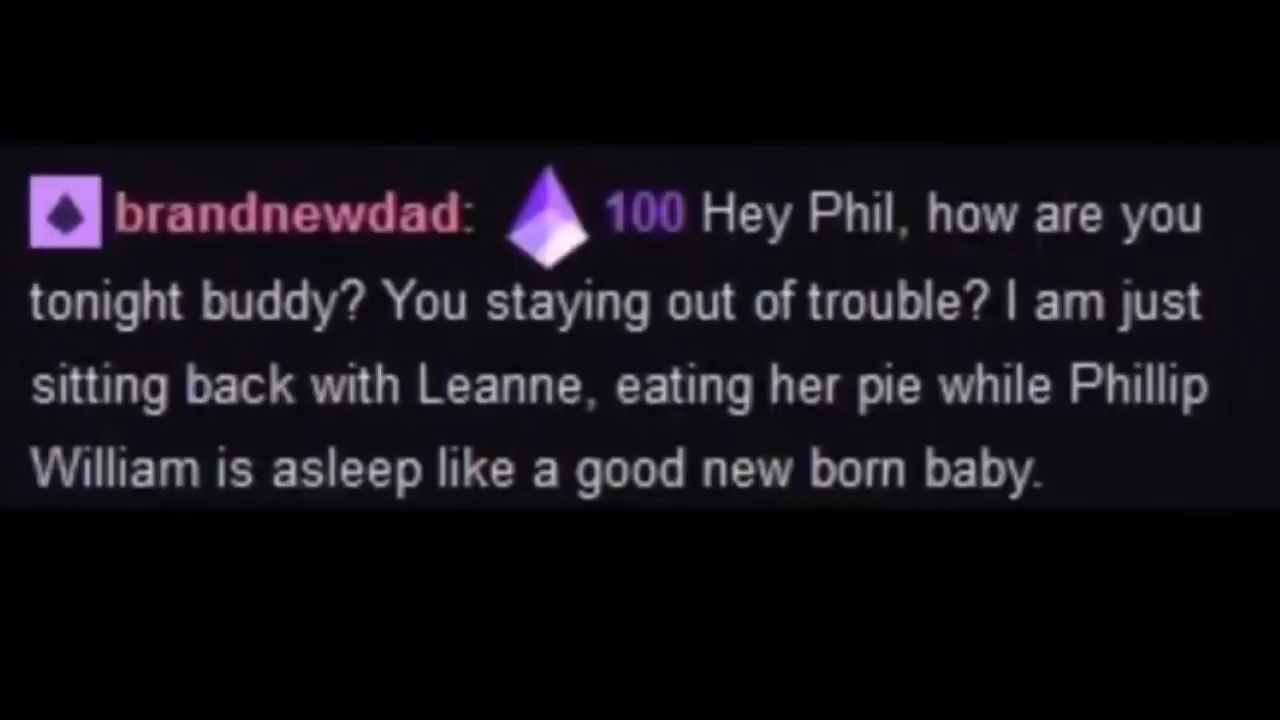 brandnewdad: 100 Hey Phil, how are you
tonight buddy? You staying out of trouble? I am just
sitting back with Leanne, eating her pie while Phillip
William is asleep like a good new born baby.